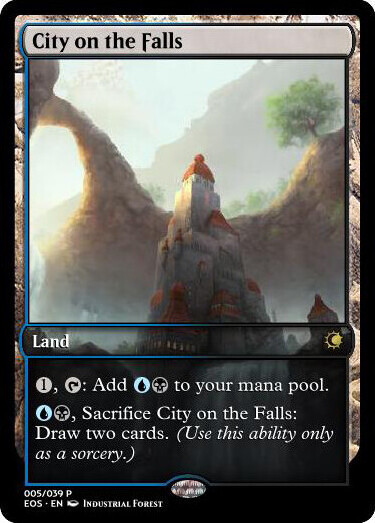 City on the Falls
Land
1, T: Add UB to your mana pool.
UB, Sacrifice City on the Falls:
Draw two cards. (Use this ability only
as a sorcery.)
005/039 P
EOS · EN Industrial Forest